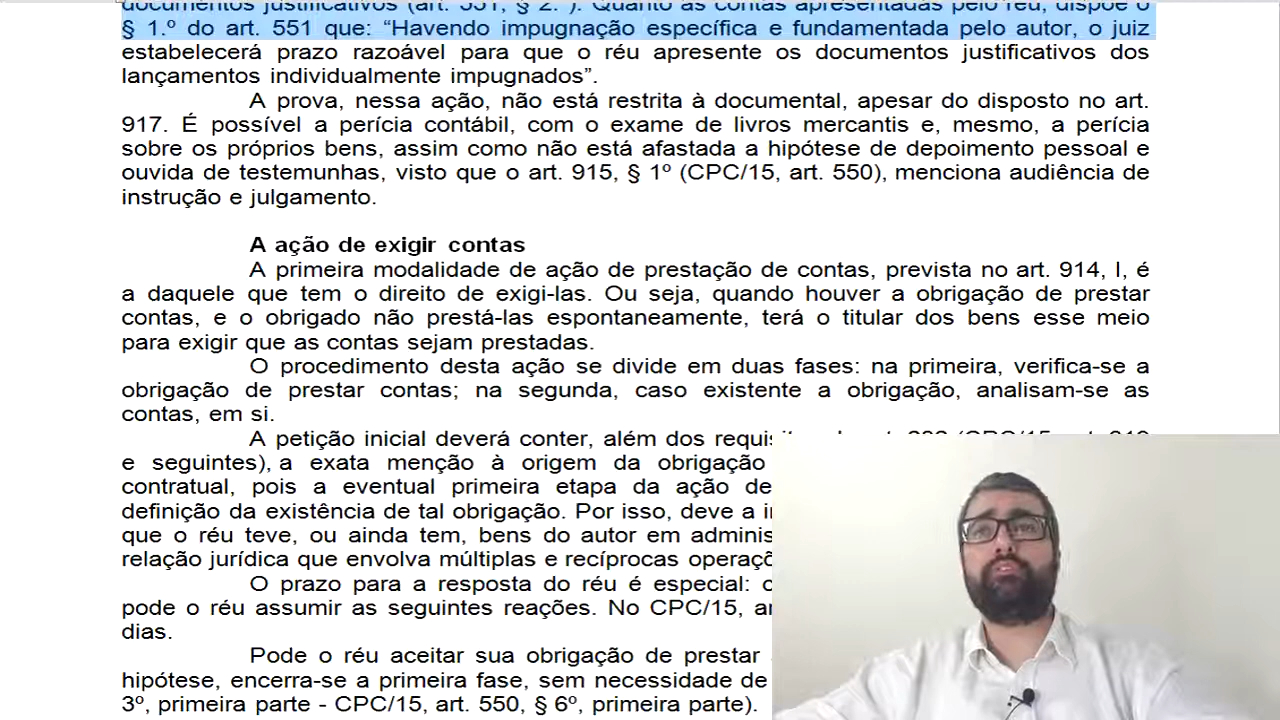 documentos justificativos (art. 551, § 2.º). Quanto às contas apresentadas pelo réu, dispõe o
§ 1.º do art. 551 que: “Havendo impugnação específica e fundamentada pelo autor, o juiz
estabelecerá prazo razoável para que o réu apresente os documentos justificativos dos
lançamentos individualmente impugnados”.
A prova, nessa ação, não está restrita à documental, apesar do disposto no art.
917. É possível a perícia contábil, com o exame de livros mercantis e, mesmo, a perícia
sobre os próprios bens, assim como não está afastada a hipótese de depoimento pessoal e
ouvida de testemunhas, visto que o art. 915, § 1º (CPC/15, art. 550), menciona audiência de
instrução e julgamento.
A ação de exigir contas
A primeira modalidade de ação de prestação de contas, prevista no art. 914, I, é
a daquele que tem o direito de exigi-las. Ou seja, quando houver a obrigação de prestar
contas, e o obrigado não prestá-las espontaneamente, terá o titular dos bens esse meio
para exigir que as contas sejam prestadas.
O procedimento desta ação se divide em duas fases: na primeira, verifica-se a
obrigação de prestar contas; na segunda, caso existente a obrigação, analisam-se as
contas, em si.
A petição inicial deverá conter, além dos
e seguintes), a exata menção à origem da obrigação
contratual, pois a eventual primeira etapa da ação de
definição da existência de tal obrigação. Por isso, deve a
que o réu teve, ou ainda tem, bens do autor em
relação jurídica que envolva múltiplas e recíprocas
O prazo para a resposta do réu é especial:
pode o réu assumir as seguintes reações. No CPC/15,
dias.
Pode o réu aceitar sua obrigação de prestar
hipótese, encerra-se a primeira fase, sem necessidade de
3º, primeira parte - CPC/15, art. 550, § 6º, primeira parte).